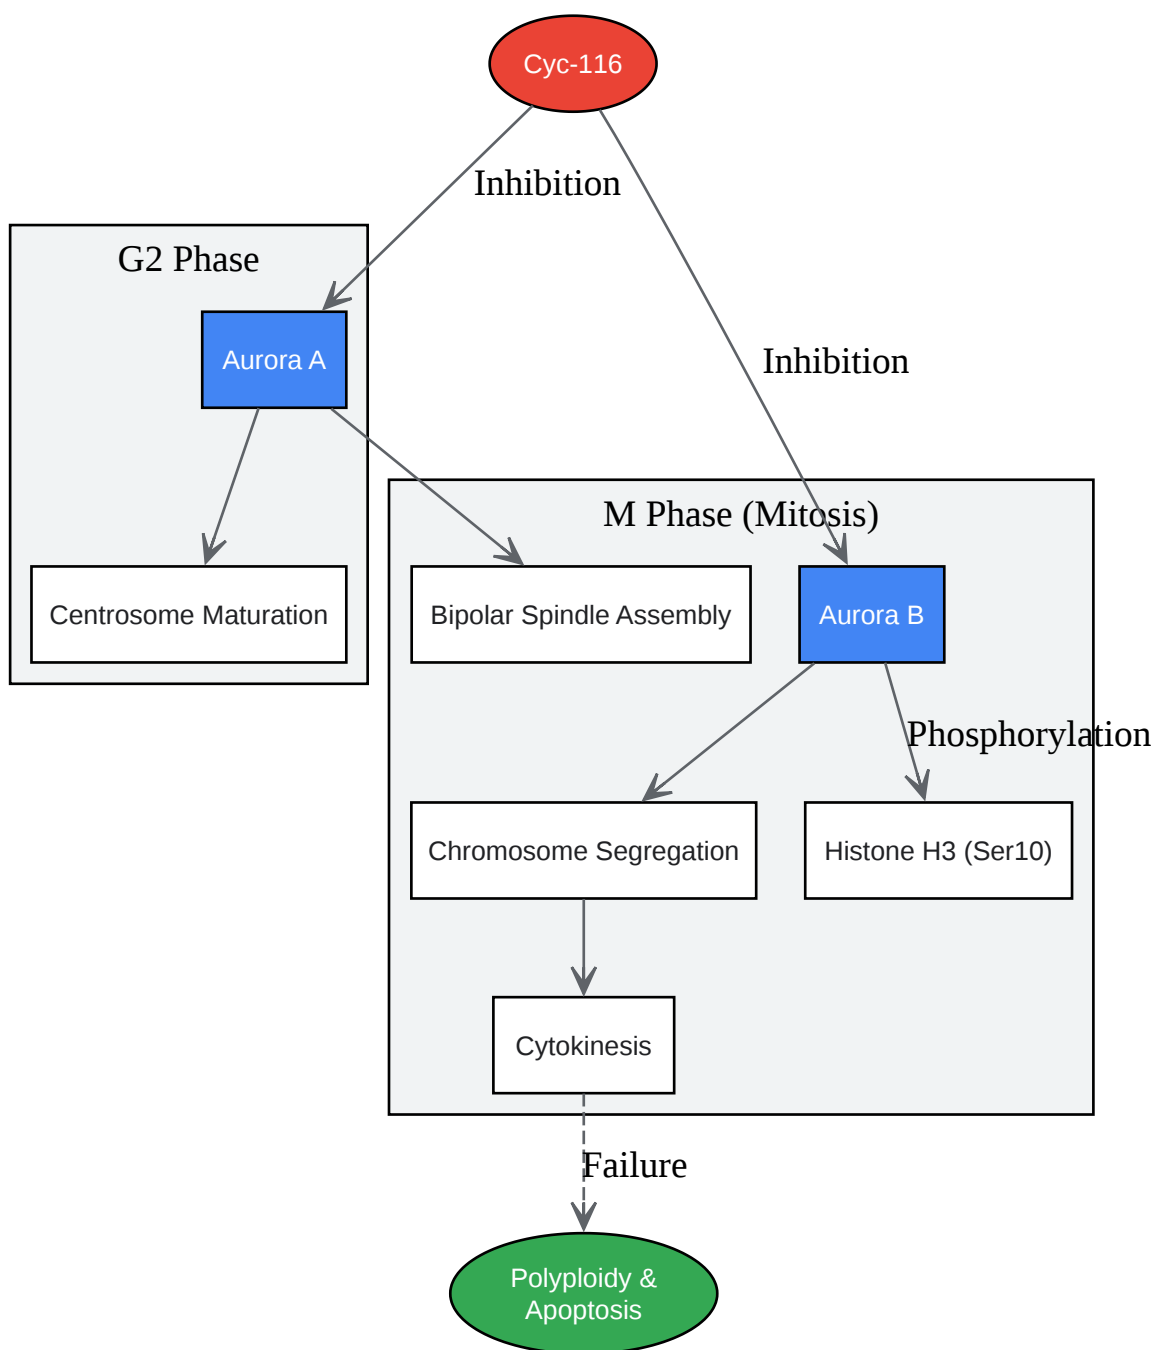 Cyc-116
Inhibition
G2 Phase
Aurora A
Inhibition
M Phase (Mitosis)
Centrosome Maturation
Bipolar Spindle Assembly
Aurora B
Phosphorylation
Chromosome Segregation
Histone H3 (Ser10)
Cytokinesis
Failure
Polyploidy &
Apoptosis